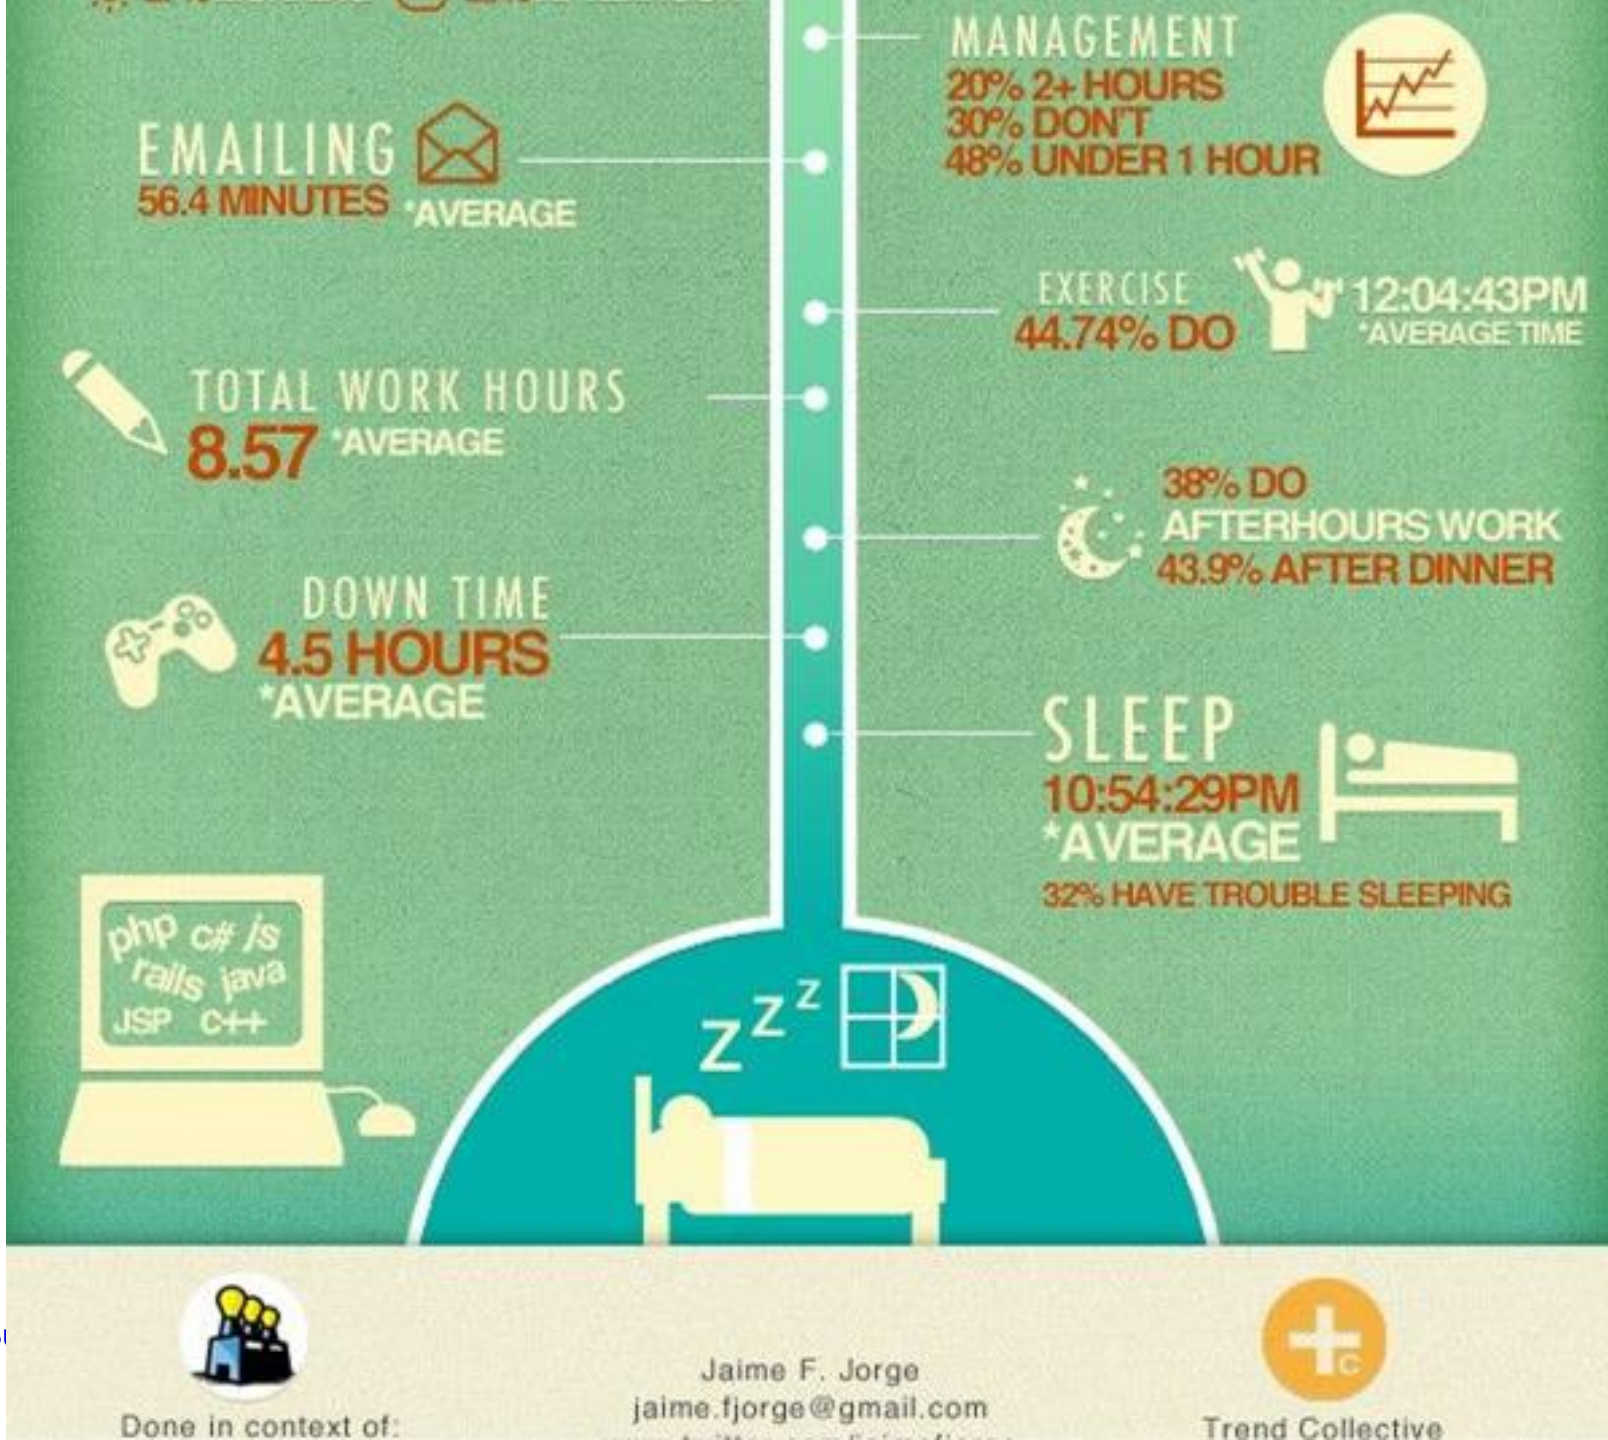 MANAGEMENT
20% 2+ HOURS
30% DON'T
48% UNDER 1 HOUR
EMAILING
56.4 MINUTES *AVERAGE
EXERCISE
44.74% DO
12:04:43PM
*AVERAGE TIME
TOTAL WORK HOURS
8.57 *AVERAGE
38% DO
AFTERHOURS WORK
43.9% AFTER DINNER
DOWN TIME
4.5 HOURS
*AVERAGE
SLEEP
10:54:29PM
*AVERAGE
32% HAVE TROUBLE SLEEPING
php c# js
rails java
JSP C++
z z z
Done in context of:
Jaime F. Jorge
jaime.fjorge@gmail.com
Trend Collective